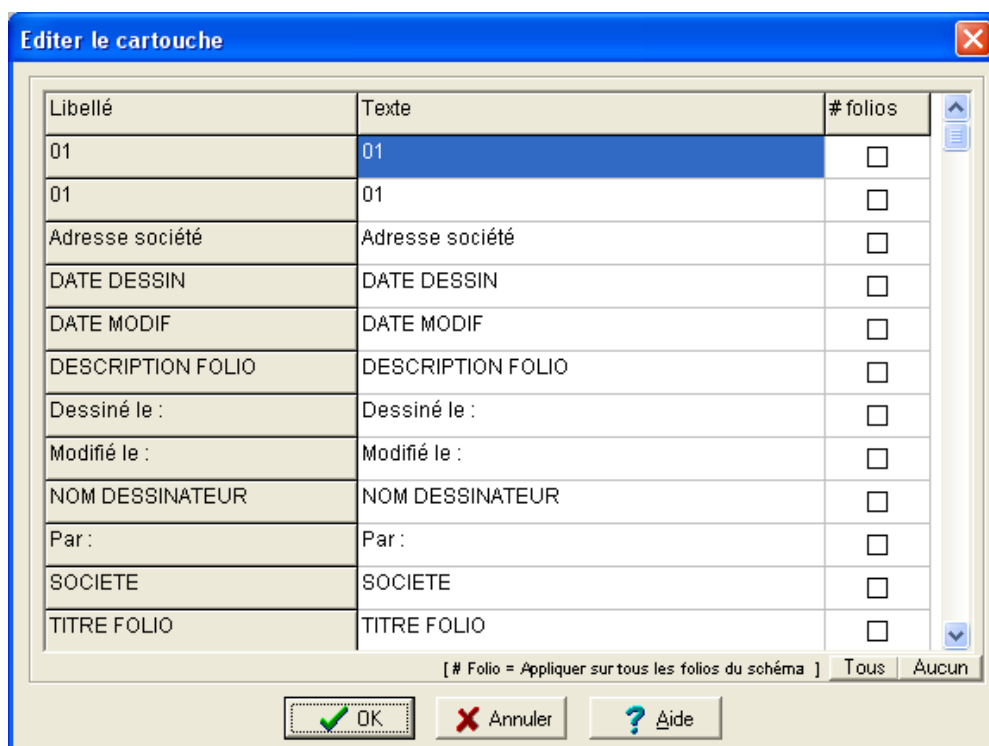 Editer le cartouche
Libellé Texte # folios
01 01
01 01
Adresse société Adresse société
DATE DESSIN DATE DESSIN
DATE MODIF DATE MODIF
DESCRIPTION FOLIO DESCRIPTION FOLIO
Dessiné le : Dessiné le :
Modifié le : Modifié le :
NOM DESSINATEUR NOM DESSINATEUR
Par : Par :
SOCIETE SOCIETE
TITRE FOLIO TITRE FOLIO
[ # Folio = Appliquer sur tous les folios du schéma ] Tous Aucun
OK Annuler Aide